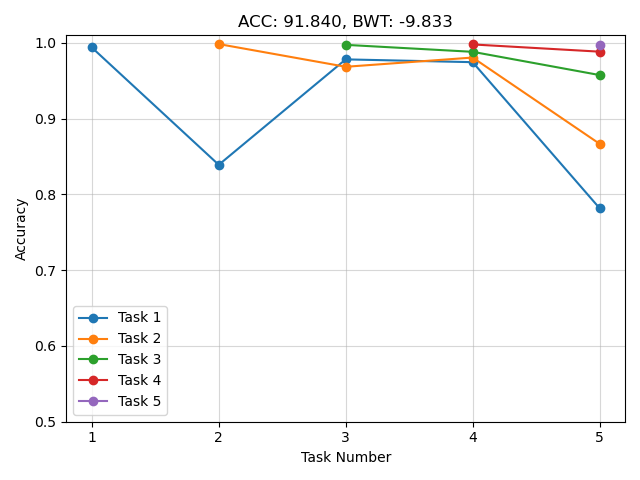 ACC: 91.840, BWT: -9.833
1.0
0.9
0.8
0.7
0.6
0.5
Accuracy
Task 1
Task 2
Task 3
Task 4
Task 5
1 2 3 4 5
Task Number